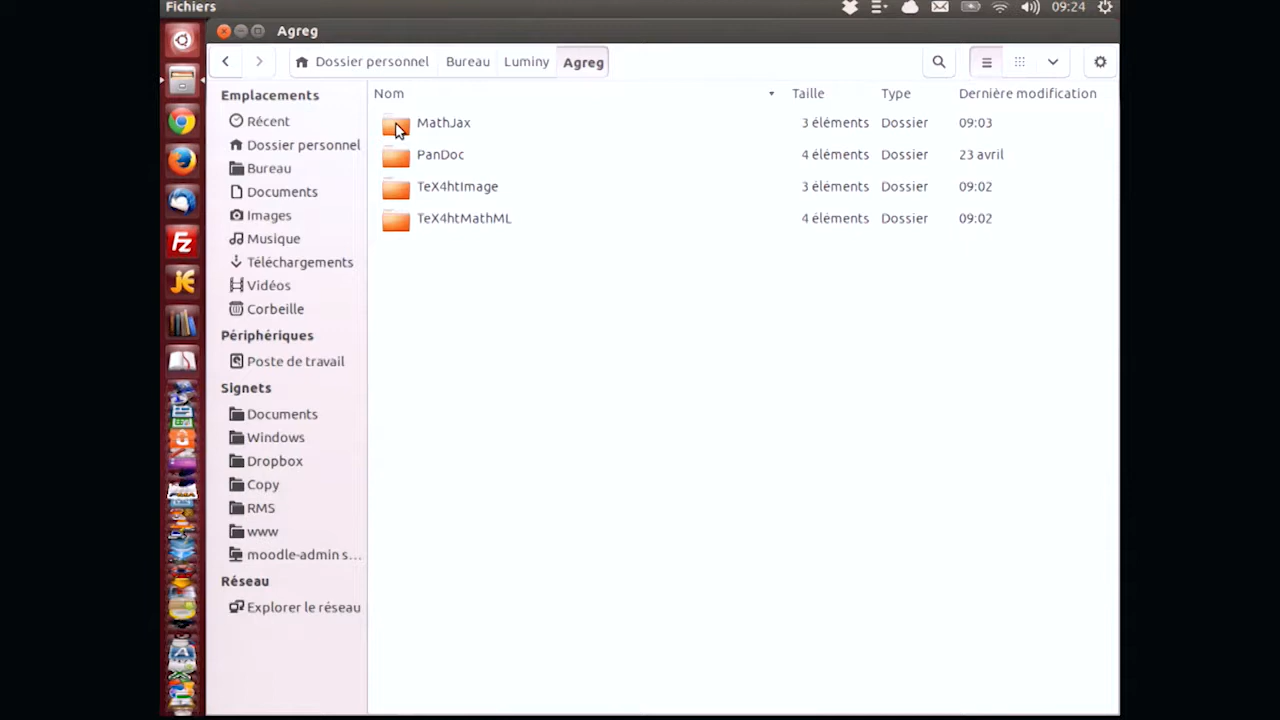 Fichiers
09:24
Agreg
Dossier personnel Bureau Luminy Agreg
Nom Taille Type Dernière modification
MathJax 3 éléments Dossier 09:03
PanDoc 4 éléments Dossier 23 avril
TeX4htImage 3 éléments Dossier 09:02
TeX4htMathML 4 éléments Dossier 09:02
Emplacements
Récent
Dossier personnel
Bureau
Documents
Images
Musique
Téléchargements
Vidéos
Corbeille
Périphériques
Poste de travail
Signets
Documents
Windows
Dropbox
Copy
RMS
www
moodle-admin s...
Réseau
Explorer le réseau
Fz
jE